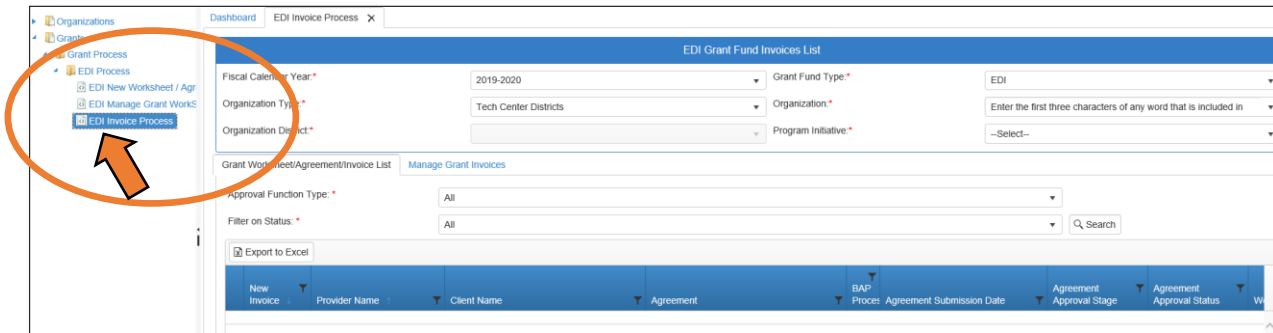 Organizations
Grants
Grant Process
EDI Process
EDI New Worksheet / Agr
EDI Manage Grant WorkS
EDI Invoice Process
Dashboard EDI Invoice Process X
EDI Grant Fund Invoices List
Fiscal Calendar Year:* 2019-2020 Grant Fund Type:* EDI
Organization Type:* Tech Center Districts Organization:* Enter the first three characters of any word that is included in
Organization District:* Program Initiative:* --Select--
Grant Worksheet/Agreement/Invoice List Manage Grant Invoices
Approval Function Type: * All
Filter on Status: * All Search
Export to Excel
New Invoice Provider Name Client Name Agreement BAP Proces Agreement Submission Date Agreement Approval Stage Agreement Approval Status